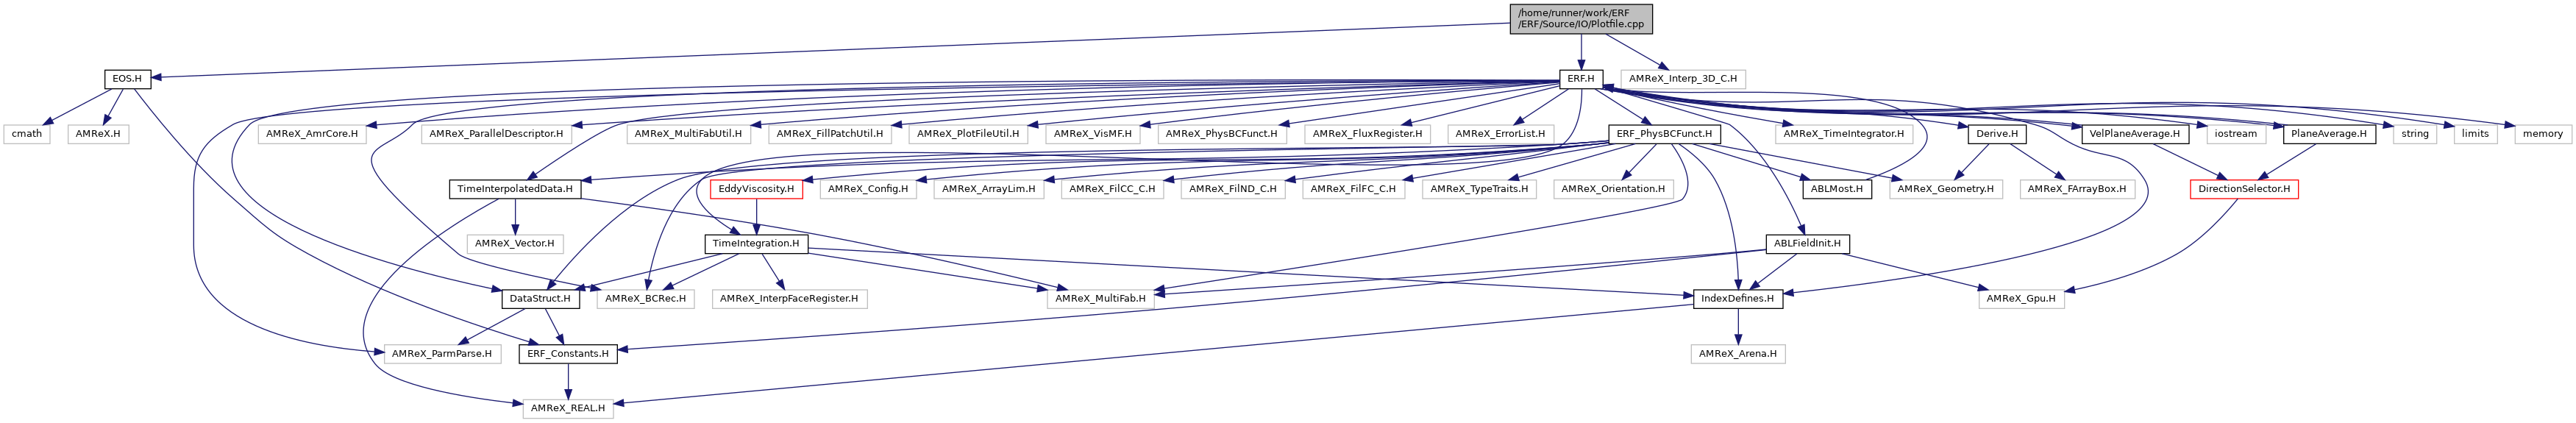 /home/runner/work/ERF
/ERF/Source/IO/Plotfile.cpp
EOS.H
ERF.H
AMReX_Interp_3D_C.H
cmath
AMReX.H
AMReX_AmrCore.H
AMReX_ParallelDescriptor.H
AMReX_MultiFabUtil.H
AMReX_FillPatchUtil.H
AMReX_PlotFileUtil.H
AMReX_VisMF.H
AMReX_PhysBCFunct.H
AMReX_FluxRegister.H
AMReX_ErrorList.H
ERF_PhysBCFunct.H
AMReX_TimeIntegrator.H
Derive.H
VelPlaneAverage.H
iostream
PlaneAverage.H
string
limits
memory
TimeInterpolatedData.H
EddyViscosity.H
AMReX_Config.H
AMReX_ArrayLim.H
AMReX_FilCC_C.H
AMReX_FilND_C.H
AMReX_FilFC_C.H
AMReX_TypeTraits.H
AMReX_Orientation.H
ABLMost.H
AMReX_Geometry.H
AMReX_FArrayBox.H
DirectionSelector.H
AMReX_Vector.H
TimeIntegration.H
ABLFieldInit.H
DataStruct.H
AMReX_BCRec.H
AMReX_InterpFaceRegister.H
AMReX_MultiFab.H
IndexDefines.H
AMReX_Gpu.H
AMReX_ParmParse.H
ERF_Constants.H
AMReX_Arena.H
AMReX_REAL.H